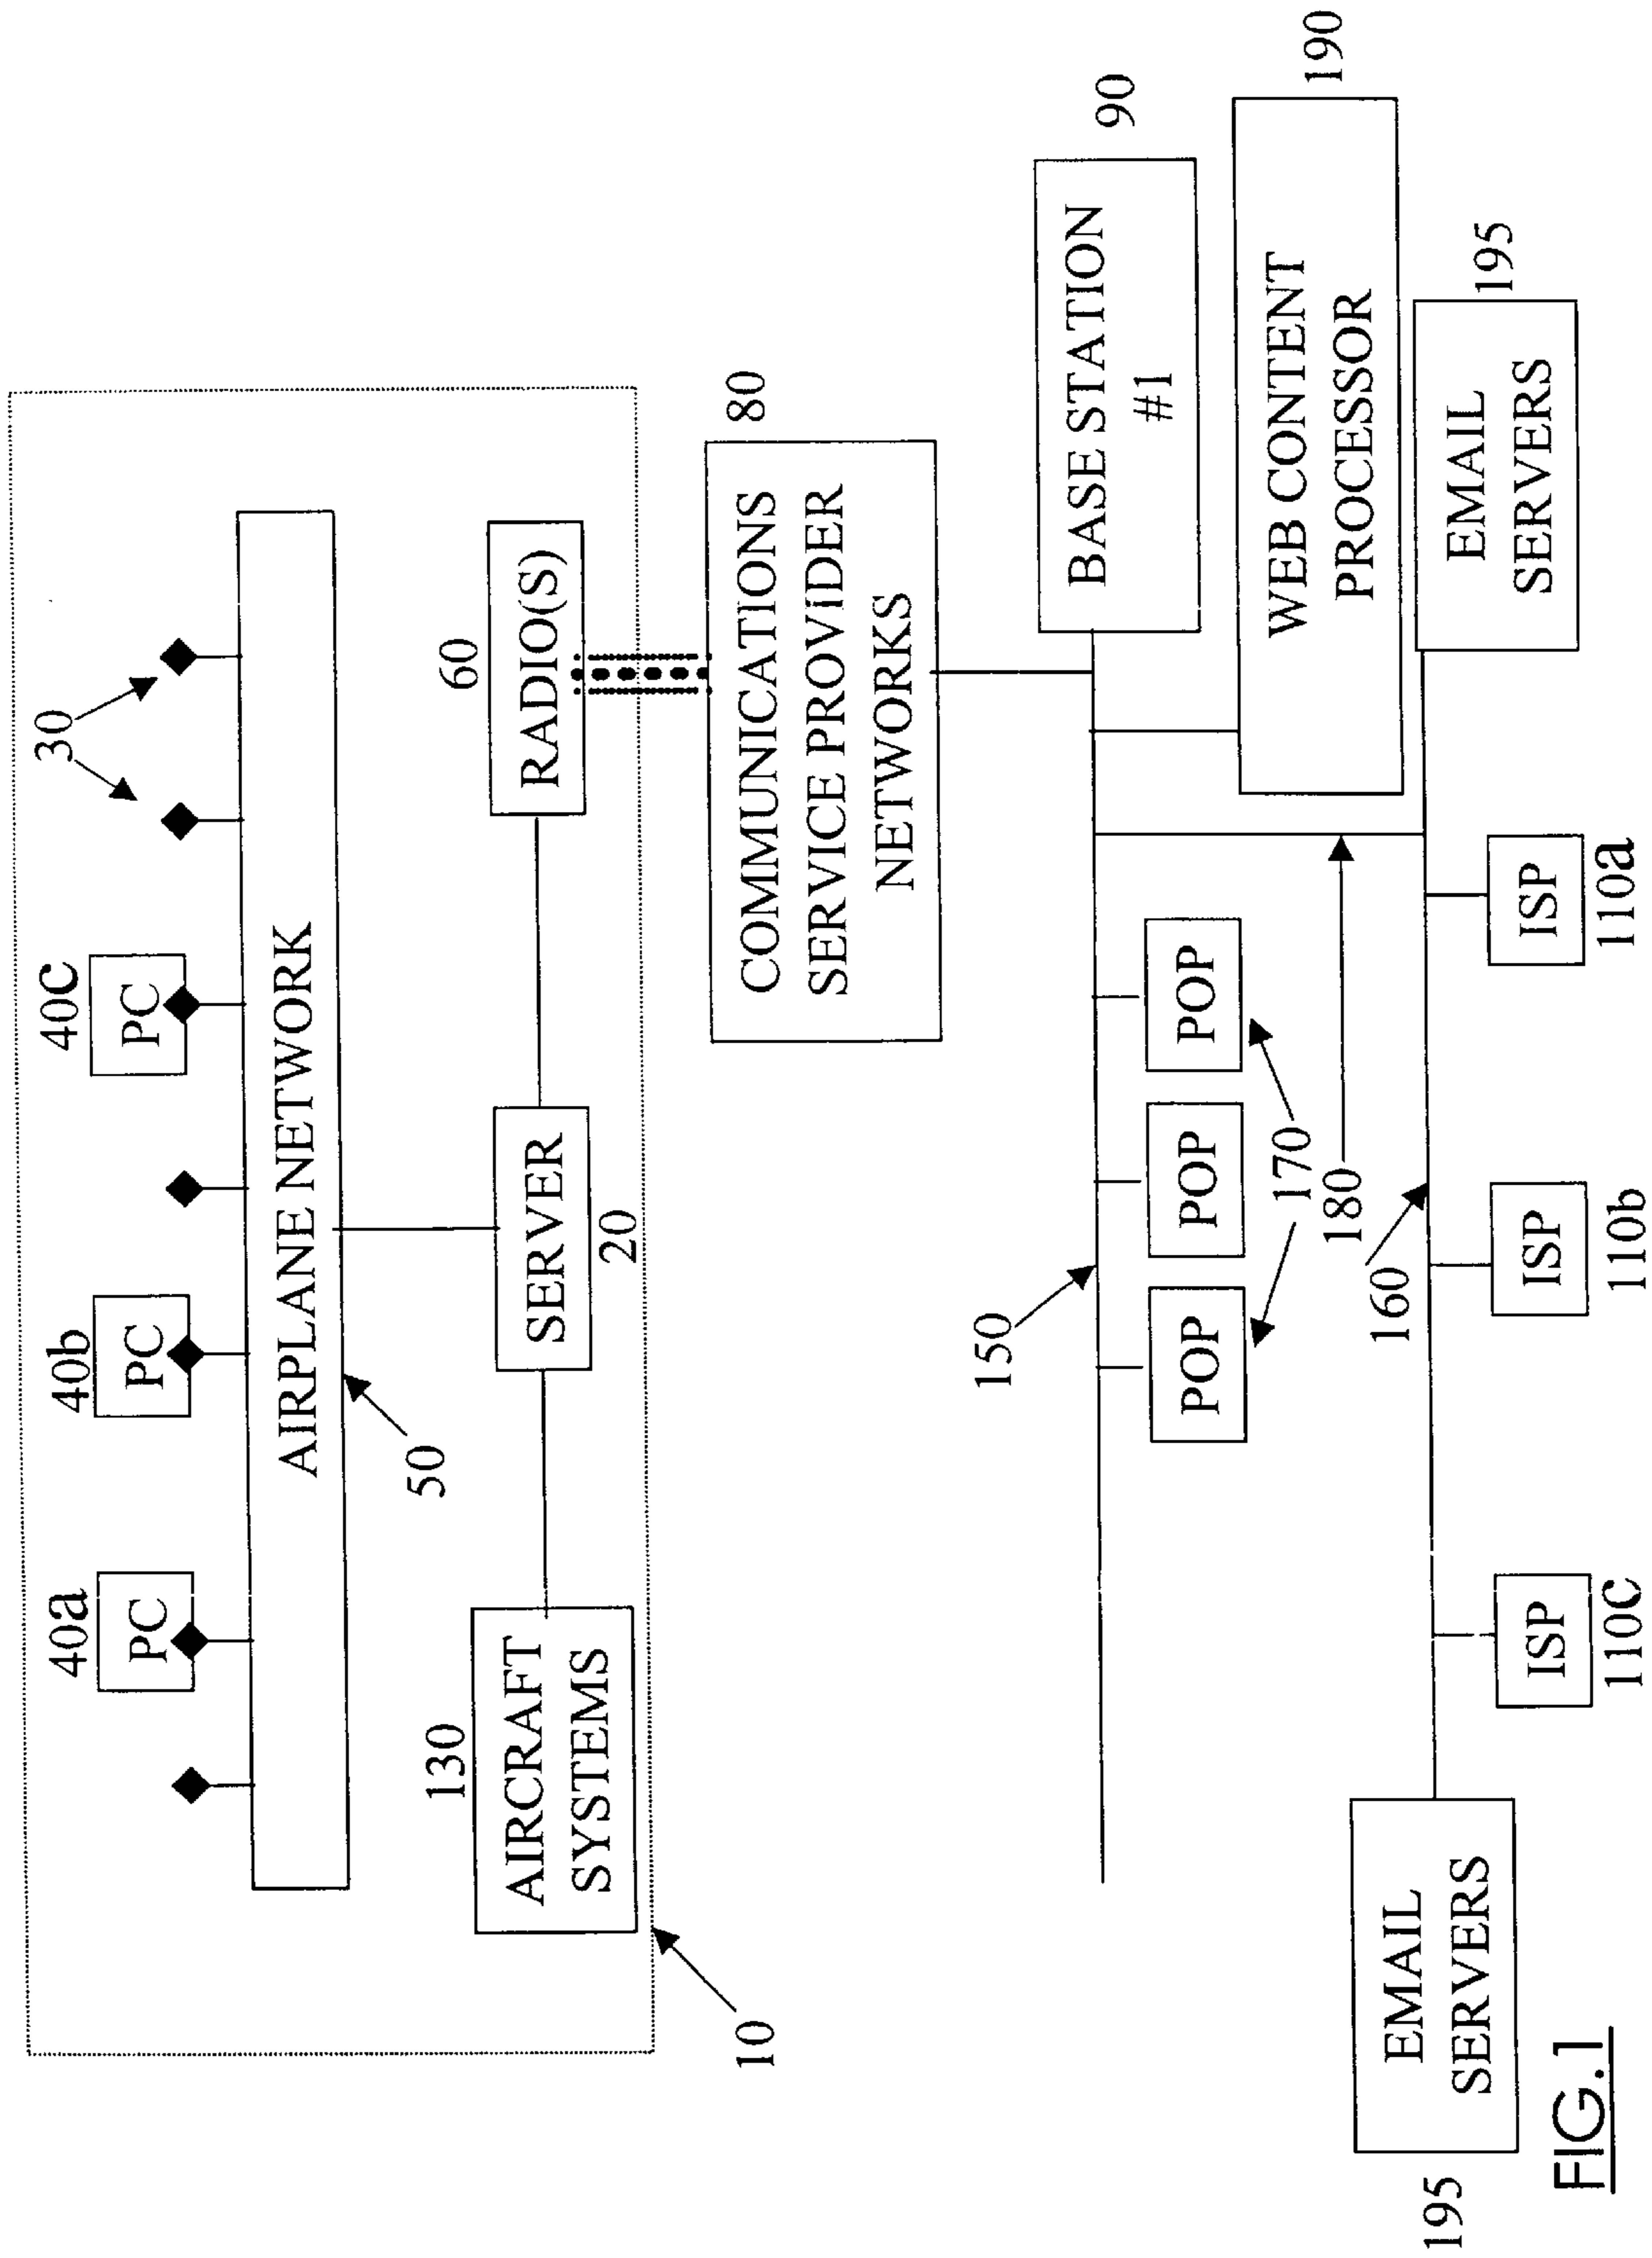 30
40a
40b
40c
PC
PC
PC
AIRPLANE NETWORK
50
130
60
AIRCRAFT
SYSTEMS
SERVER
20
RADIO(S)
10
80
COMMUNICATIONS
SERVICE PROViDER
NETWORKS
150
90
BASE STATION
#1
POP
POP
POP
170
180
160
WEB CONTENT
PROCESSOR
190
195
EMAIL
SERVERS
EMAIL
SERVERS
195
ISP
ISP
ISP
110c
110b
110a
FIG.1